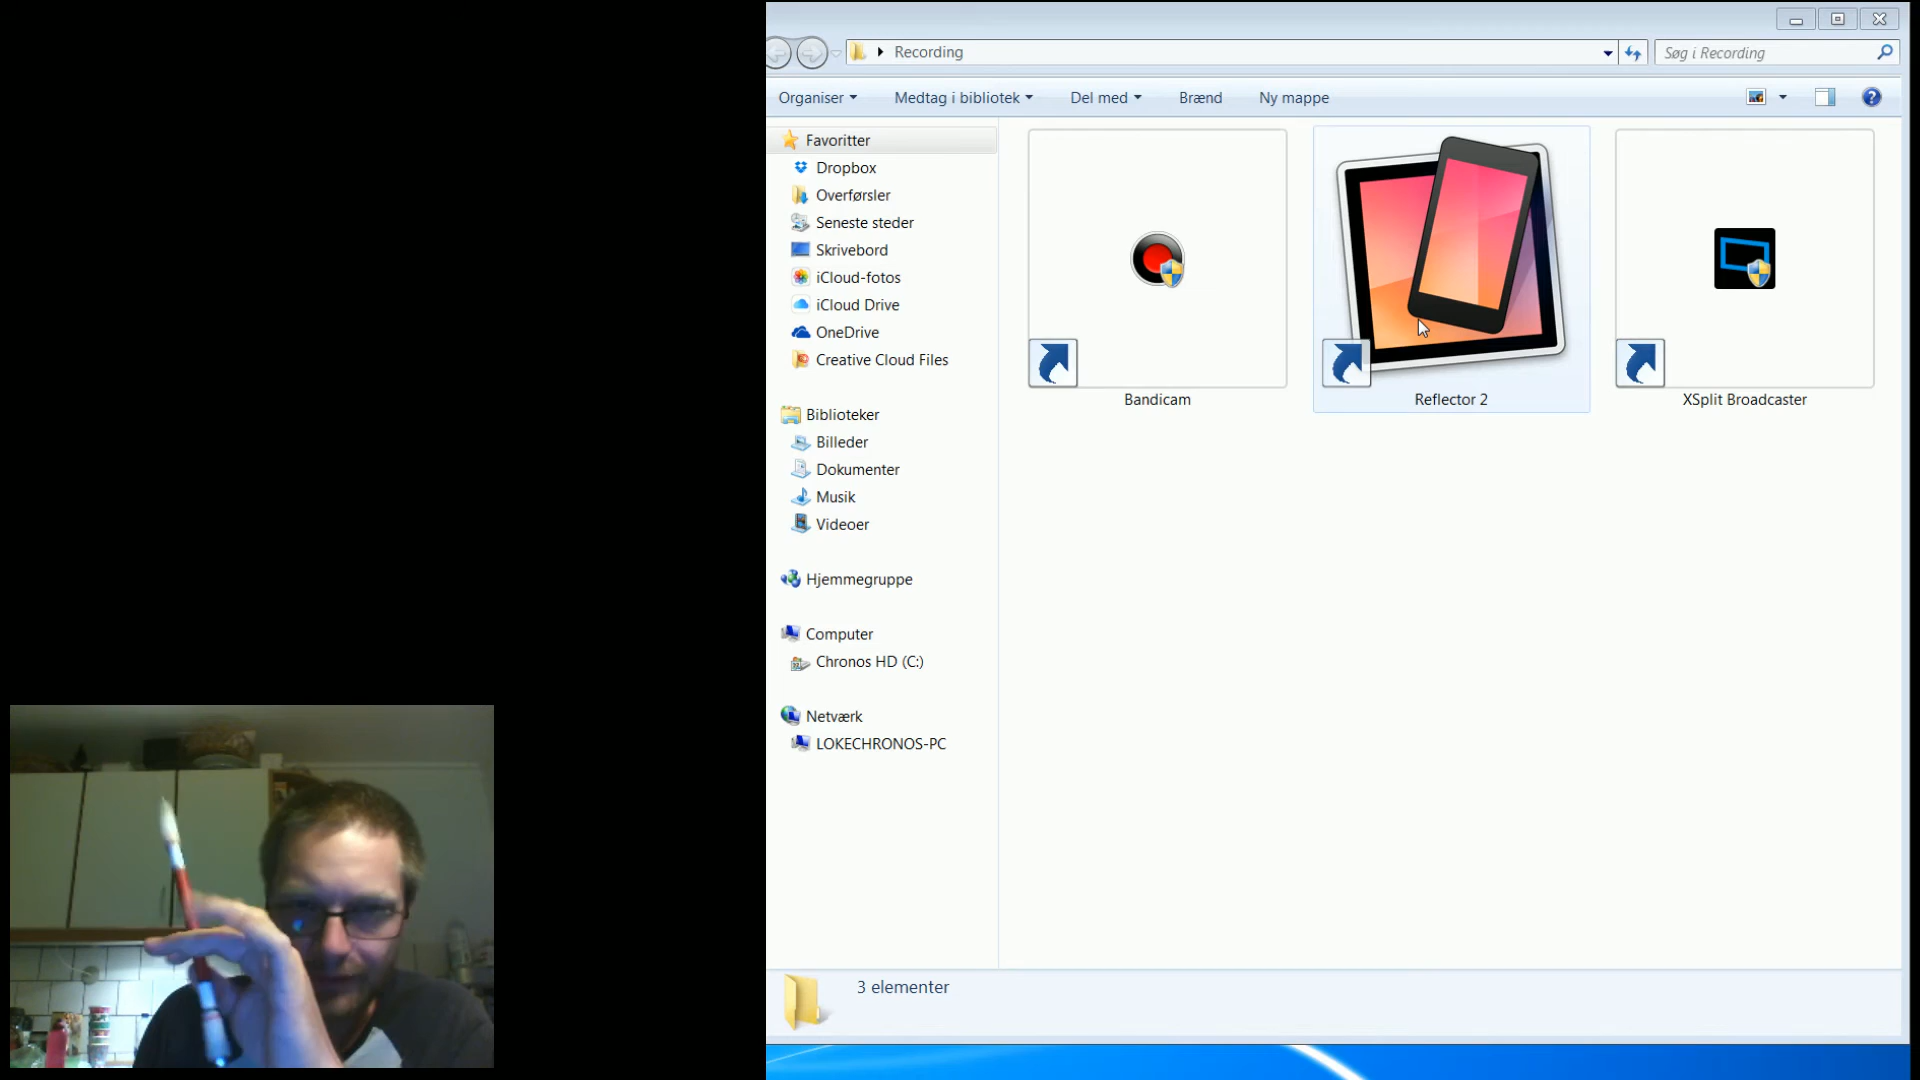 Recording
Søg i Recording
Organiser
Medtag i bibliotek
Del med
Brænd
Ny mappe
Favoritter
Dropbox
Overførsler
Seneste steder
Skrivebord
iCloud-fotos
iCloud Drive
OneDrive
Creative Cloud Files
Biblioteker
Billeder
Dokumenter
Musik
Videoer
Hjemmegruppe
Computer
Chronos HD (C:)
Netværk
LOKECHRONOS-PC
Bandicam
Reflector 2
XSplit Broadcaster
3 elementer